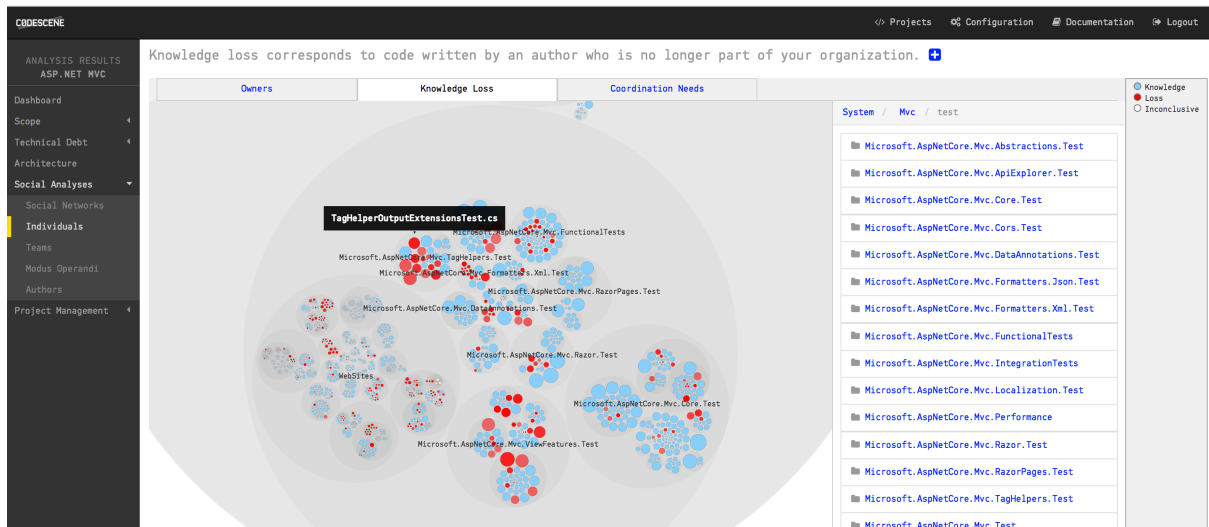 CODESCENE
</> Projects
Configuration
Documentation
Logout
ANALYSIS RESULTS
ASP.NET MVC
Dashboard
Scope
Technical Debt
Architecture
Social Analyses
Social Networks
Individuals
Teams
Modus Operandi
Authors
Project Management
Knowledge loss corresponds to code written by an author who is no longer part of your organization.
Owners
Knowledge Loss
Coordination Needs
TagHelperOutputExtensionsTest.cs
Microsoft.AspNetCore.Mvc.FunctionalTests
Microsoft.AspNetCore.Mvc.TagHelpers.Test
Microsoft.AspNetCore.Mvc.Formatters.Xml.Test
Microsoft.AspNetCore.Mvc.RazorPages.Test
Microsoft.AspNetCore.Mvc.DataAnnotations.Test
Microsoft.AspNetCore.Mvc.Razor.Test
WebSites
Microsoft.AspNetCore.Mvc.Core.Test
Microsoft.AspNetCore.Mvc.ViewFeatures.Test
System / Mvc / test
Microsoft.AspNetCore.Mvc.Abstractions.Test
Microsoft.AspNetCore.Mvc.ApiExplorer.Test
Microsoft.AspNetCore.Mvc.Core.Test
Microsoft.AspNetCore.Mvc.Cors.Test
Microsoft.AspNetCore.Mvc.DataAnnotations.Test
Microsoft.AspNetCore.Mvc.Formatters.Json.Test
Microsoft.AspNetCore.Mvc.Formatters.Xml.Test
Microsoft.AspNetCore.Mvc.FunctionalTests
Microsoft.AspNetCore.Mvc.IntegrationTests
Microsoft.AspNetCore.Mvc.Localization.Test
Microsoft.AspNetCore.Mvc.Performance
Microsoft.AspNetCore.Mvc.Razor.Test
Microsoft.AspNetCore.Mvc.RazorPages.Test
Microsoft.AspNetCore.Mvc.TagHelpers.Test
Microsoft.AspNetCore.Mvc.Test
Knowledge
Loss
Inconclusive